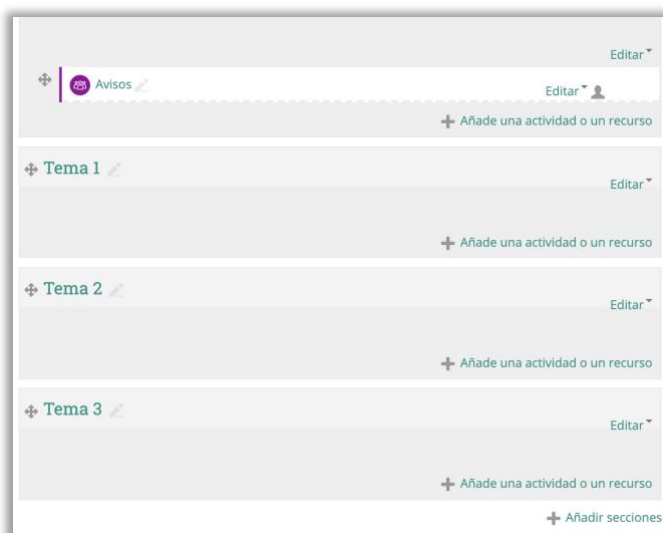 Editar
Avisos
Editar
Añade una actividad o un recurso
Tema 1
Editar
Añade una actividad o un recurso
Tema 2
Editar
Añade una actividad o un recurso
Tema 3
Editar
Añade una actividad o un recurso
Añadir secciones